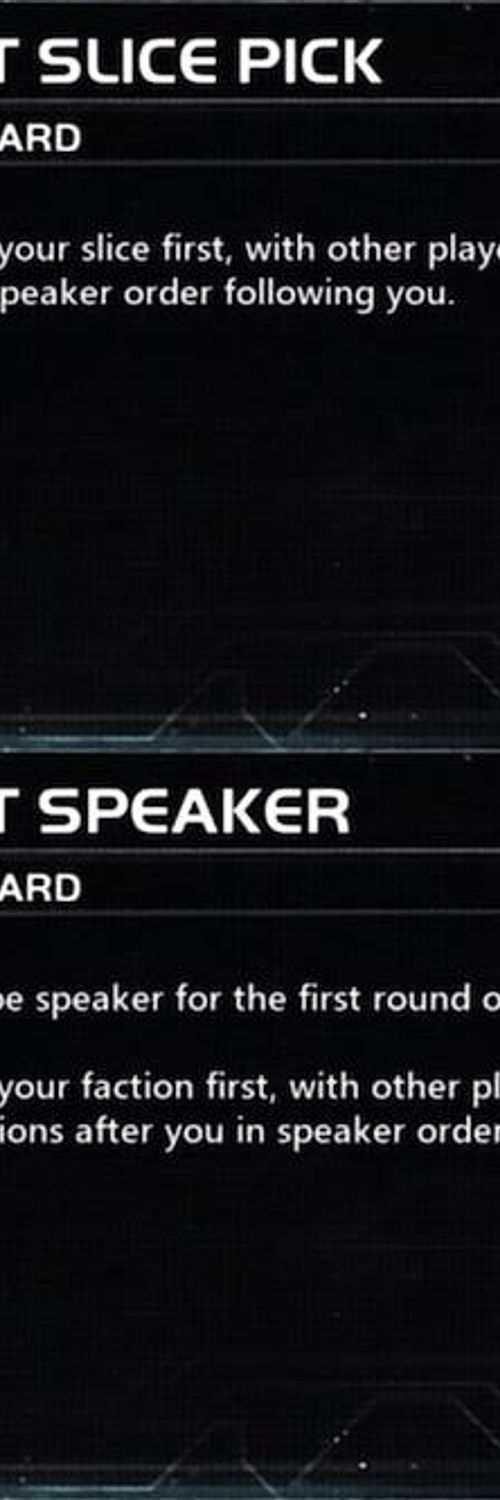 T SLICE PICK
ARD
your slice first, with other play
peaker order following you.
T SPEAKER
ARD
be speaker for the first round o
your faction first, with other pl
ions after you in speaker order